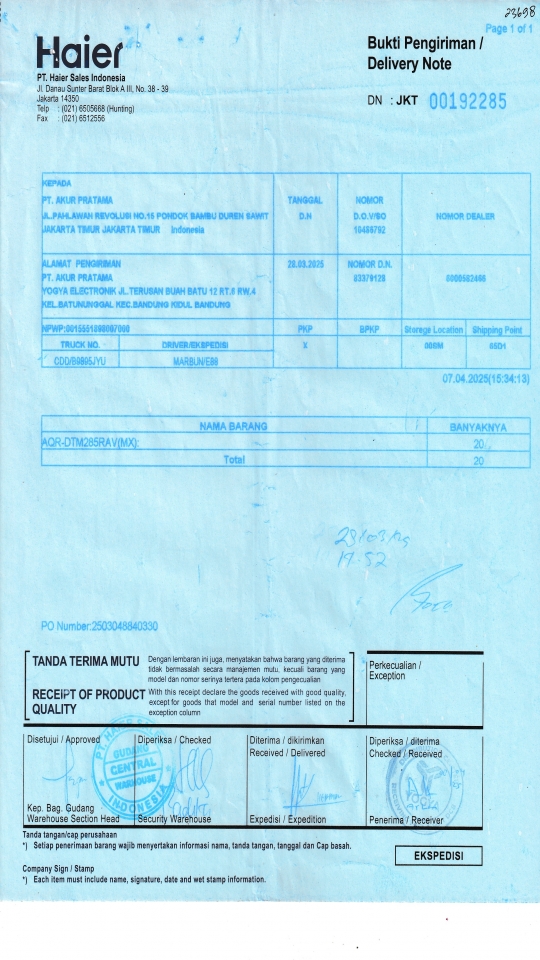 23698
Page 1 of 1
Haier
Bukti Pengiriman /
Delivery Note
PT. Haier Sales Indonesia
Jl. Danau Sunter Barat Blok A III, No. 38 - 39
Jakarta 14350
Telp : (021) 6505668 (Hunting)
Fax : (021) 6512556
DN : JKT 00192285
KEPADA
PT. AKUR PRATAMA
JL.PAHLAWAN REVOLUSI NO.15 PONDOK BAMBU DUREN SAWIT
JAKARTA TIMUR JAKARTA TIMUR Indonesia
TANGGAL
D.N
NOMOR
D.O.V/SO
NOMOR DEALER
ALAMAT PENGIRIMAN
PT. AKUR PRATAMA
YOGYA ELECTRONIK JL.TERUSAN BUAH BATU 12 RT.6 RW.4
KEL.BATUNUNGGAL KEC.BANDUNG KIDUL BANDUNG
28.03.2025
NOMOR D.N.
83379128
PKP BPKP Storege Location Shipping Point
TRUCK NO. DRIVER/EKSPEDISI X
07.04.2025(15:34:13)
NAMA BARANG BANYAKNYA
AQR-DTM285RAV(MX): 20
Total 20
PO Number:2503048840330
TANDA TERIMA MUTU
Dengan lembaran ini juga, menyatakan bahwa barang yang diterima
tidak bermasalah secara manajemen mutu, kecuali barang yang
model dan nomor serinya tertera pada kolom pengecualian
RECEIPT OF PRODUCT
QUALITY
With this receipt declare the goods received with good quality,
except for goods that model and serial number listed on the
exception column
Perkecualian /
Exception
Disetujui / Approved
Diperiksa / Checked
Diterima / dikirimkan
Received / Delivered
Diperiksa / diterima
Checked / Received
GUDANG
CENTRAL
WAREHOUSE
INDONESIA
Kep. Bag. Gudang
Warehouse Section Head
Security Warehouse
Expedisi / Expedition
Penerima / Receiver
Tanda tangan/cap perusahaan
*) Setiap penerimaan barang wajib menyertakan informasi nama, tanda tangan, tanggal dan Cap basah.
EKSPEDISI
Company Sign / Stamp
*) Each item must include name, signature, date and wet stamp information.